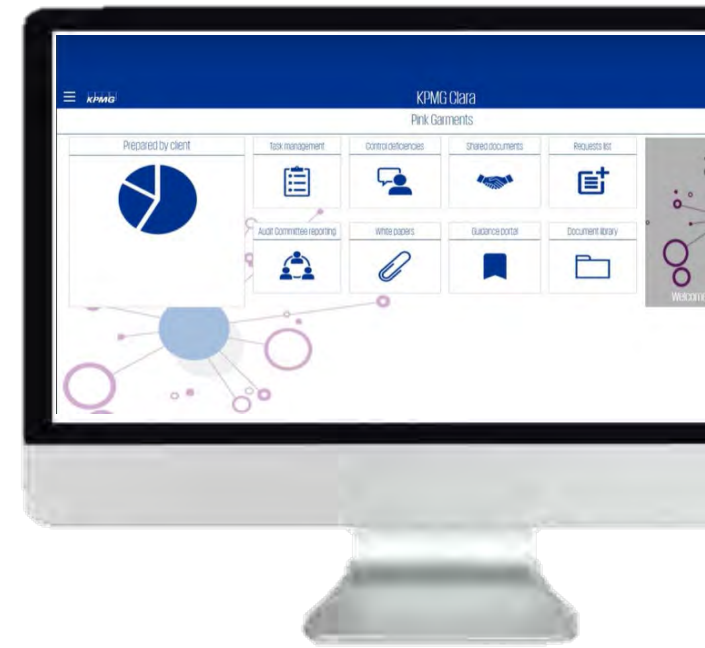 KPMG
KPMG Clara
Pink Garments
Prepared by client
Task management
Control deficiencies
Shared documents
Requests list
Audit Committee reporting
White papers
Guidance portal
Document library
Welcome